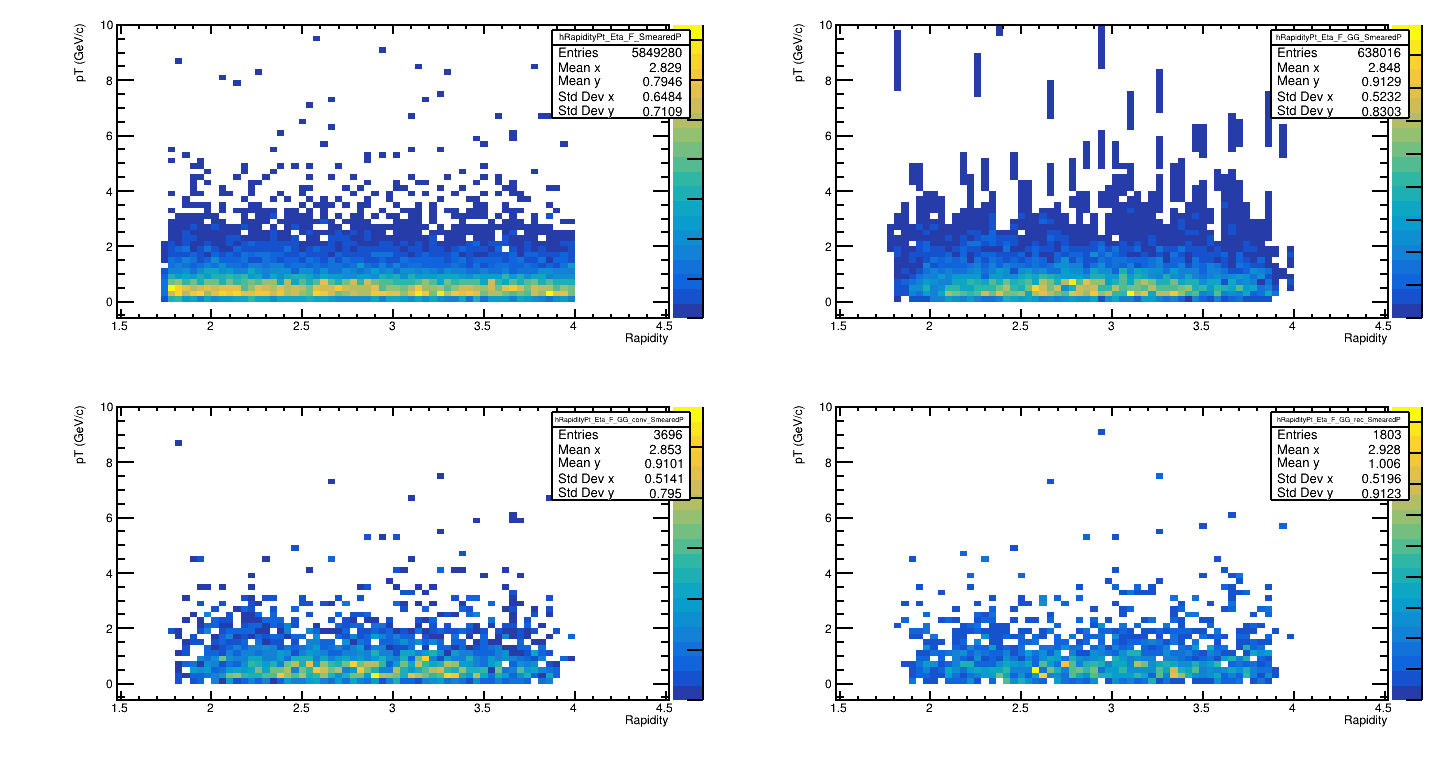 hRapidityPt_Eta_F_SmearedP
Entries 5849280
Mean x 2.829
Mean y 0.7946
Std Dev x 0.6484
Std Dev y 0.7109
pT (GeV/c)
10
8
6
4
2
0
1.5 2 2.5 3 3.5 4 4.5
Rapidity
hRapidityPt_Eta_F_GG_SmearedP
Entries 638016
Mean x 2.848
Mean y 0.9129
Std Dev x 0.5232
Std Dev y 0.8303
pT (GeV/c)
10
8
6
4
2
0
1.5 2 2.5 3 3.5 4 4.5
Rapidity
hRapidityPt_Eta_F_GG_conv_SmearedP
Entries 3696
Mean x 2.853
Mean y 0.9101
Std Dev x 0.5141
Std Dev y 0.795
pT (GeV/c)
10
8
6
4
2
0
1.5 2 2.5 3 3.5 4 4.5
Rapidity
hRapidityPt_Eta_F_GG_rec_SmearedP
Entries 1803
Mean x 2.928
Mean y 1.006
Std Dev x 0.5196
Std Dev y 0.9123
pT (GeV/c)
10
8
6
4
2
0
1.5 2 2.5 3 3.5 4 4.5
Rapidity